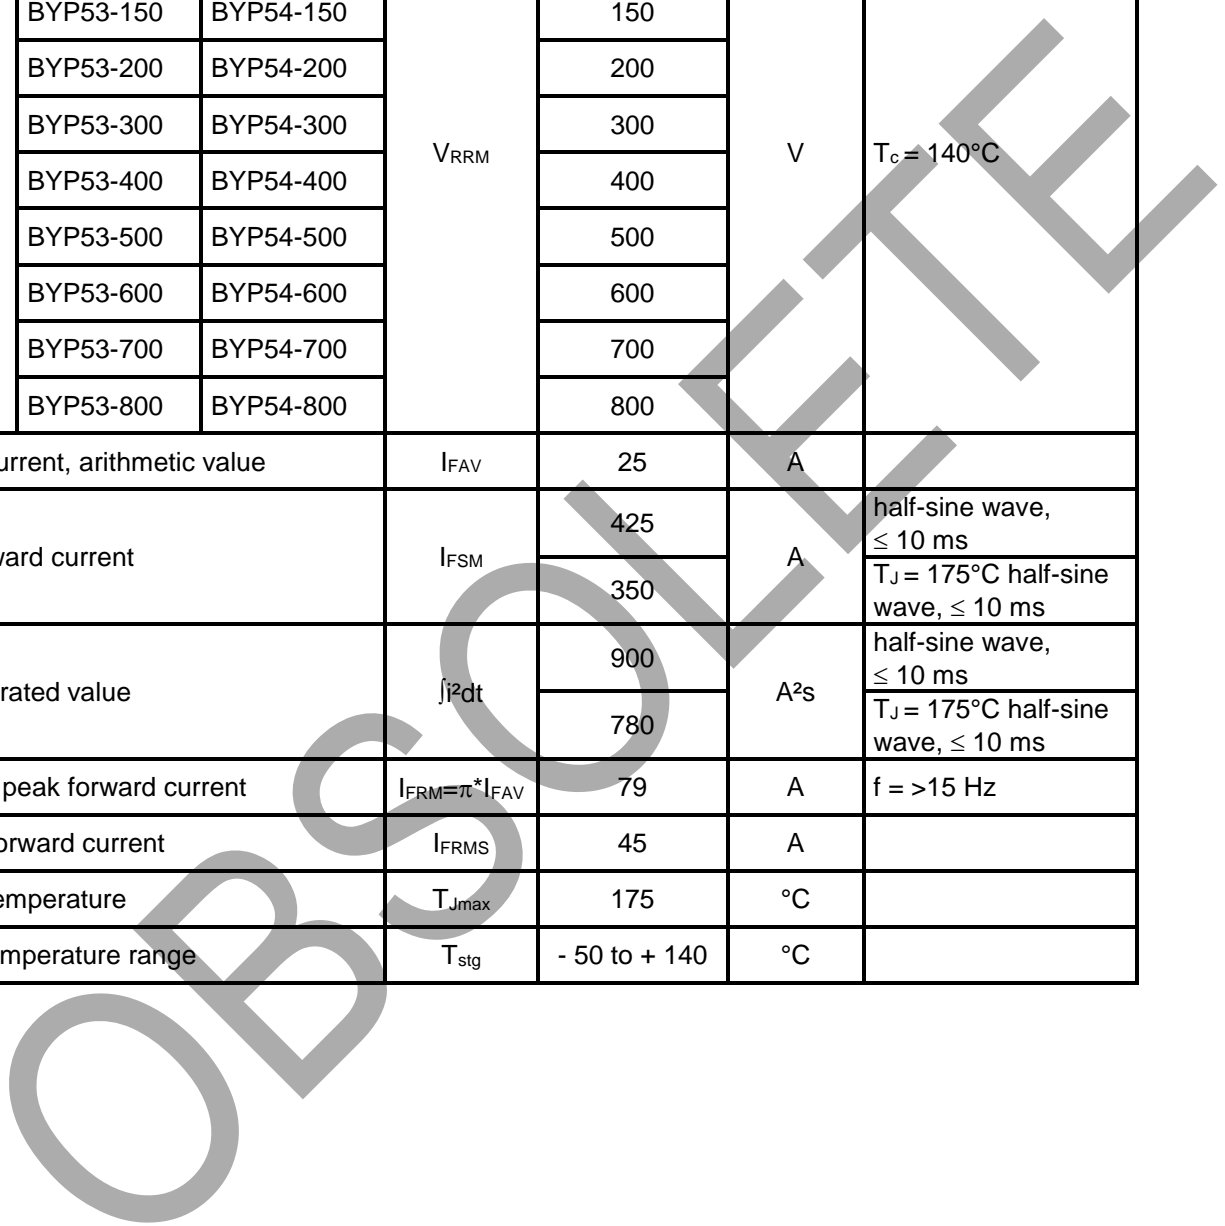 BYP53-150 BYP54-150 150
BYP53-200 BYP54-200 200
BYP53-300 BYP54-300 300
VRRM V Tc = 140°C
BYP53-400 BYP54-400 400
BYP53-500 BYP54-500 500
BYP53-600 BYP54-600 600
BYP53-700 BYP54-700 700
BYP53-800 BYP54-800 800
urrent, arithmetic value IFAV 25 A
ward current IFSM A
425 half-sine wave,
≤ 10 ms
350 TJ = 175°C half-sine
wave, ≤ 10 ms
rated value ∫i²dt A²s
900 half-sine wave,
≤ 10 ms
780 TJ = 175°C half-sine
wave, ≤ 10 ms
peak forward current IFRM=π*IFAV 79 A f = >15 Hz
orward current IFRMS 45 A
emperature TJmax 175 °C
mperature range Tstg - 50 to + 140 °C
OBSOLETE